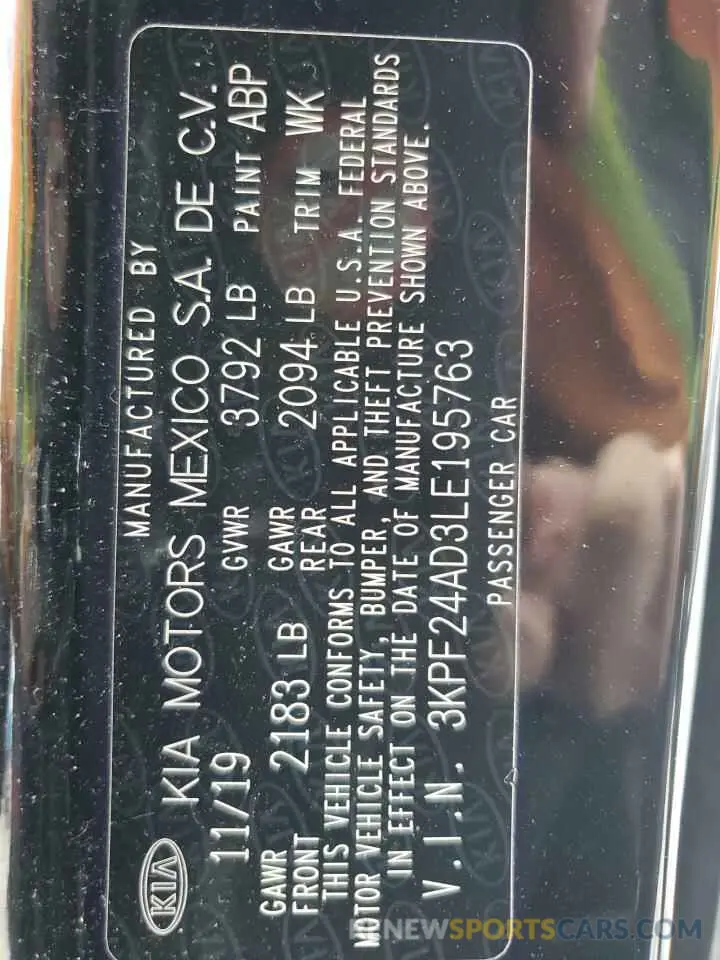 MANUFACTURED BY
KIA KIA MOTORS MEXICO S.A. DE C.V.
11/19 GVWR 3792 LB PAINT ABP
GAWR FRONT 2183 LB GAWR REAR 2094 LB TRIM WK
THIS VEHICLE CONFORMS TO ALL APPLICABLE U.S.A. FEDERAL
MOTOR VEHICLE SAFETY, BUMPER, AND THEFT PREVENTION STANDARDS
IN EFFECT ON THE DATE OF MANUFACTURE SHOWN ABOVE.
V.I.N. 3KPF24AD3LE195763
PASSENGER CAR
RENEWSPORTSCARS.COM